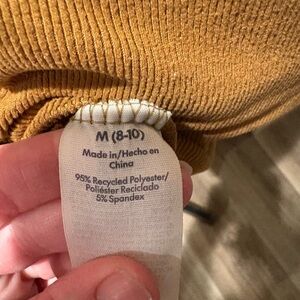 M (8-10)
Made in/Hecho en
China
95% Recycled Polyester/
Poliéster Reciclado
5% Spandex